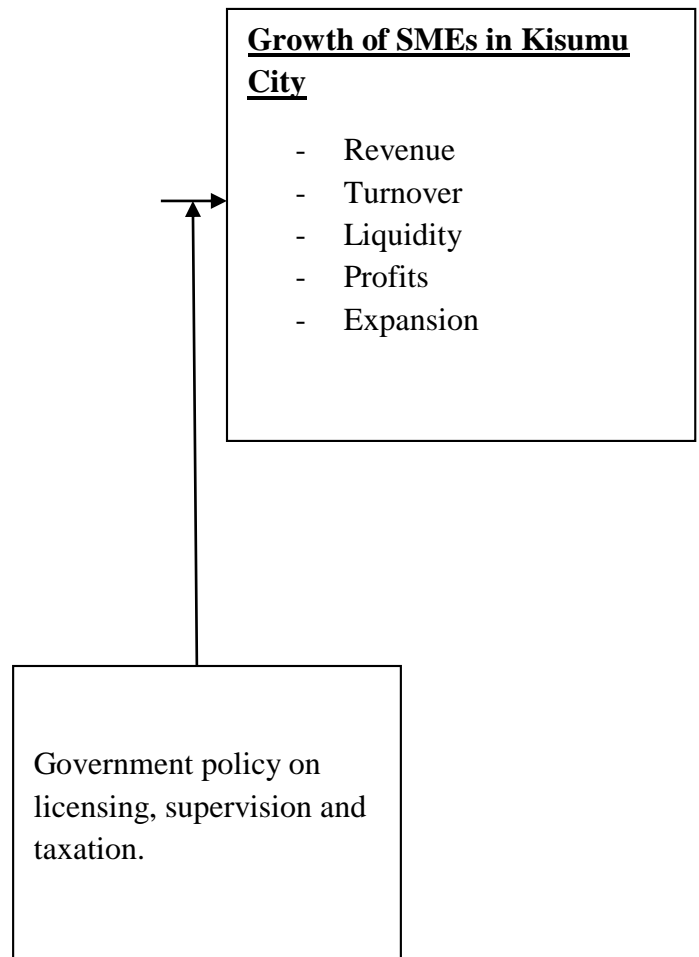 Growth of SMEs in Kisumu
City
- Revenue
- Turnover
- Liquidity
- Profits
- Expansion
Government policy on
licensing, supervision and
taxation.